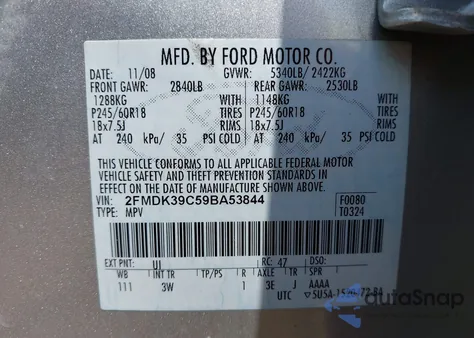 MFD. BY FORD MOTOR CO.
DATE: 11/08 GVWR: 5340LB/ 2422KG
FRONT GAWR: 2840LB REAR GAWR: 2530LB
1288KG WITH 1148KG WITH
P245/60R18 TIRES P245/60R18 TIRES
18x7.5J RIMS 18x7.5J RIMS
AT 240 kPa/ 35 PSI COLD AT 240 kPa/ 35 PSI COLD
THIS VEHICLE CONFORMS TO ALL APPLICABLE FEDERAL MOTOR
VEHICLE SAFETY AND THEFT PREVENTION STANDARDS IN
EFFECT ON THE DATE OF MANUFACTURE SHOWN ABOVE.
VIN: 2FMDK39C59BA53844 F0080
TYPE: MPV T0324
EXT PNT: UI RC: 47 DSO:
WB INT TR TP/PS R AXLE TR SPR
111 3W 1 3E J AAAA
UTC
autoSnap